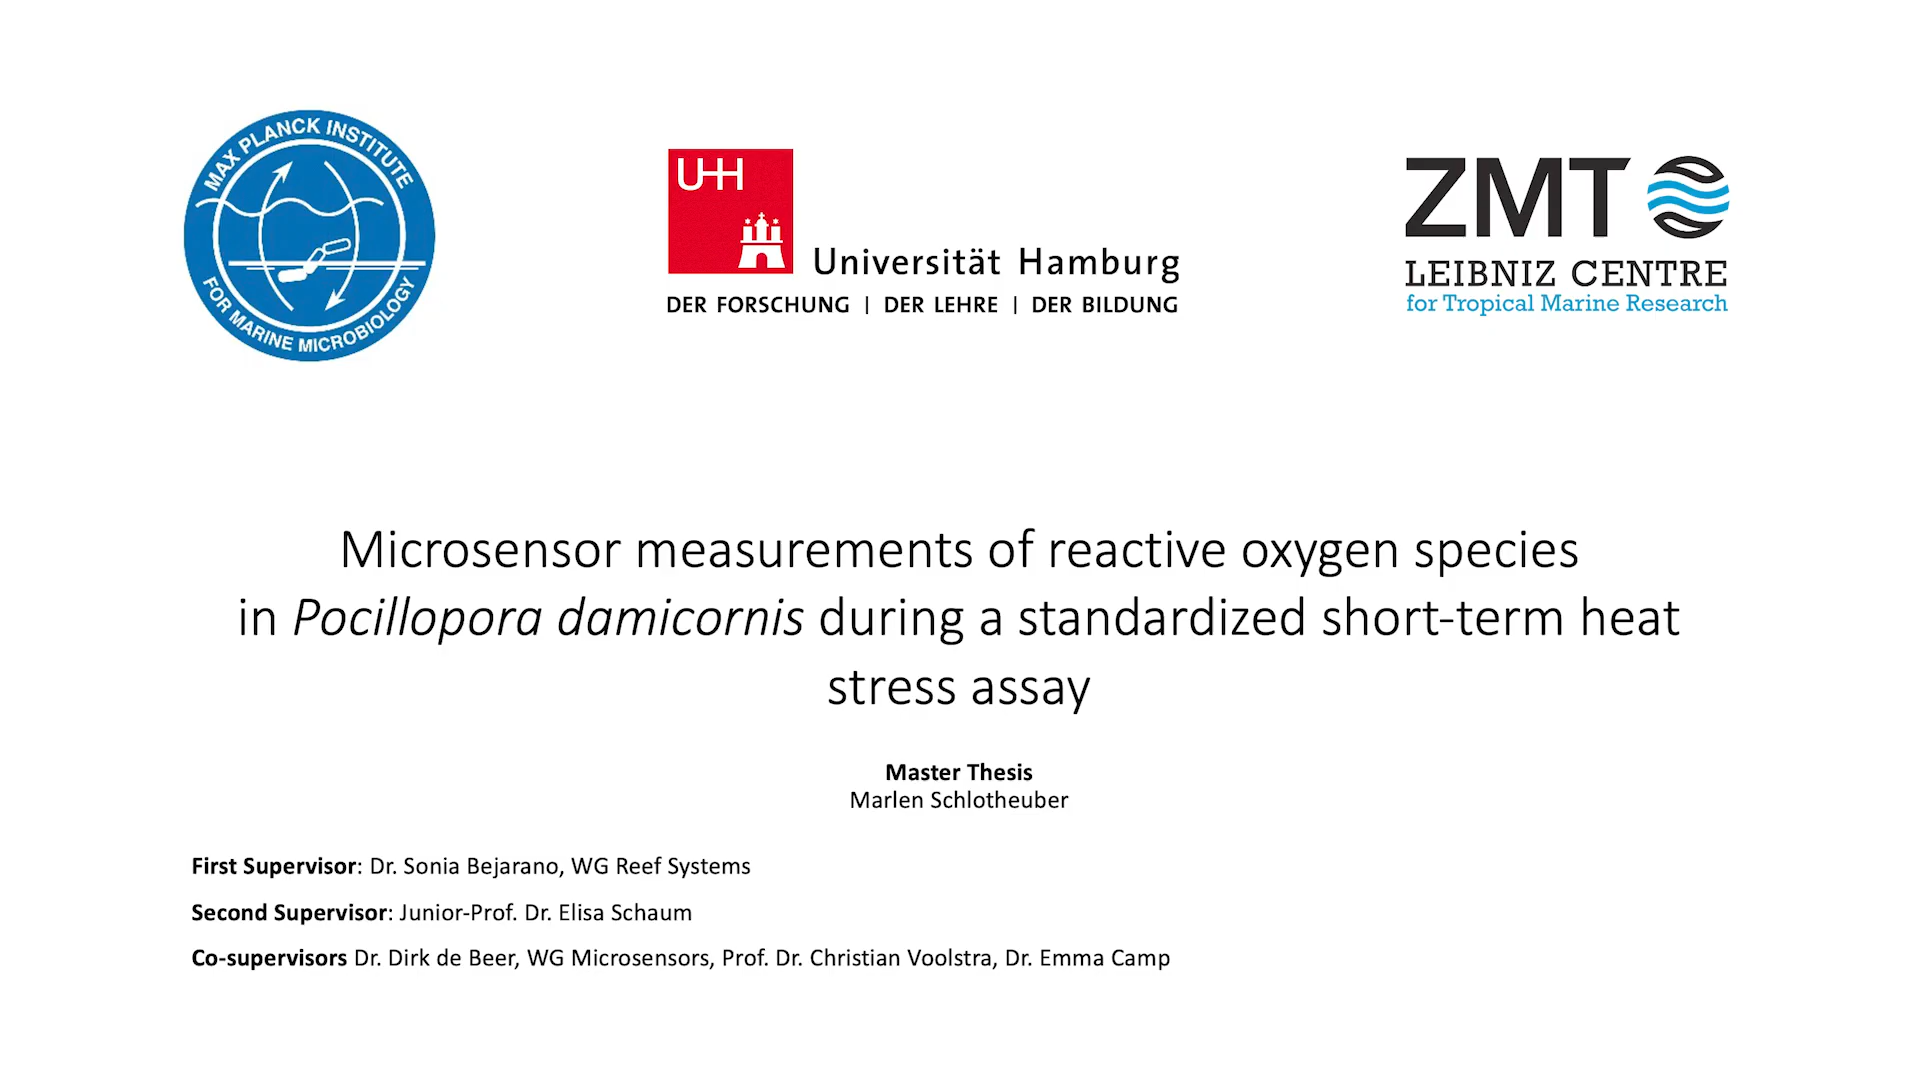 MAX PLANCK INSTITUTE
FOR MARINE MICROBIOLOGY
UHH
Universität Hamburg
DER FORSCHUNG | DER LEHRE | DER BILDUNG
ZMT
LEIBNIZ CENTRE
for Tropical Marine Research
Microsensor measurements of reactive oxygen species
in Pocillopora damicornis during a standardized short-term heat
stress assay
Master Thesis
Marlen Schlotheuber
First Supervisor: Dr. Sonia Bejarano, WG Reef Systems
Second Supervisor: Junior-Prof. Dr. Elisa Schaum
Co-supervisors Dr. Dirk de Beer, WG Microsensors, Prof. Dr. Christian Voolstra, Dr. Emma Camp